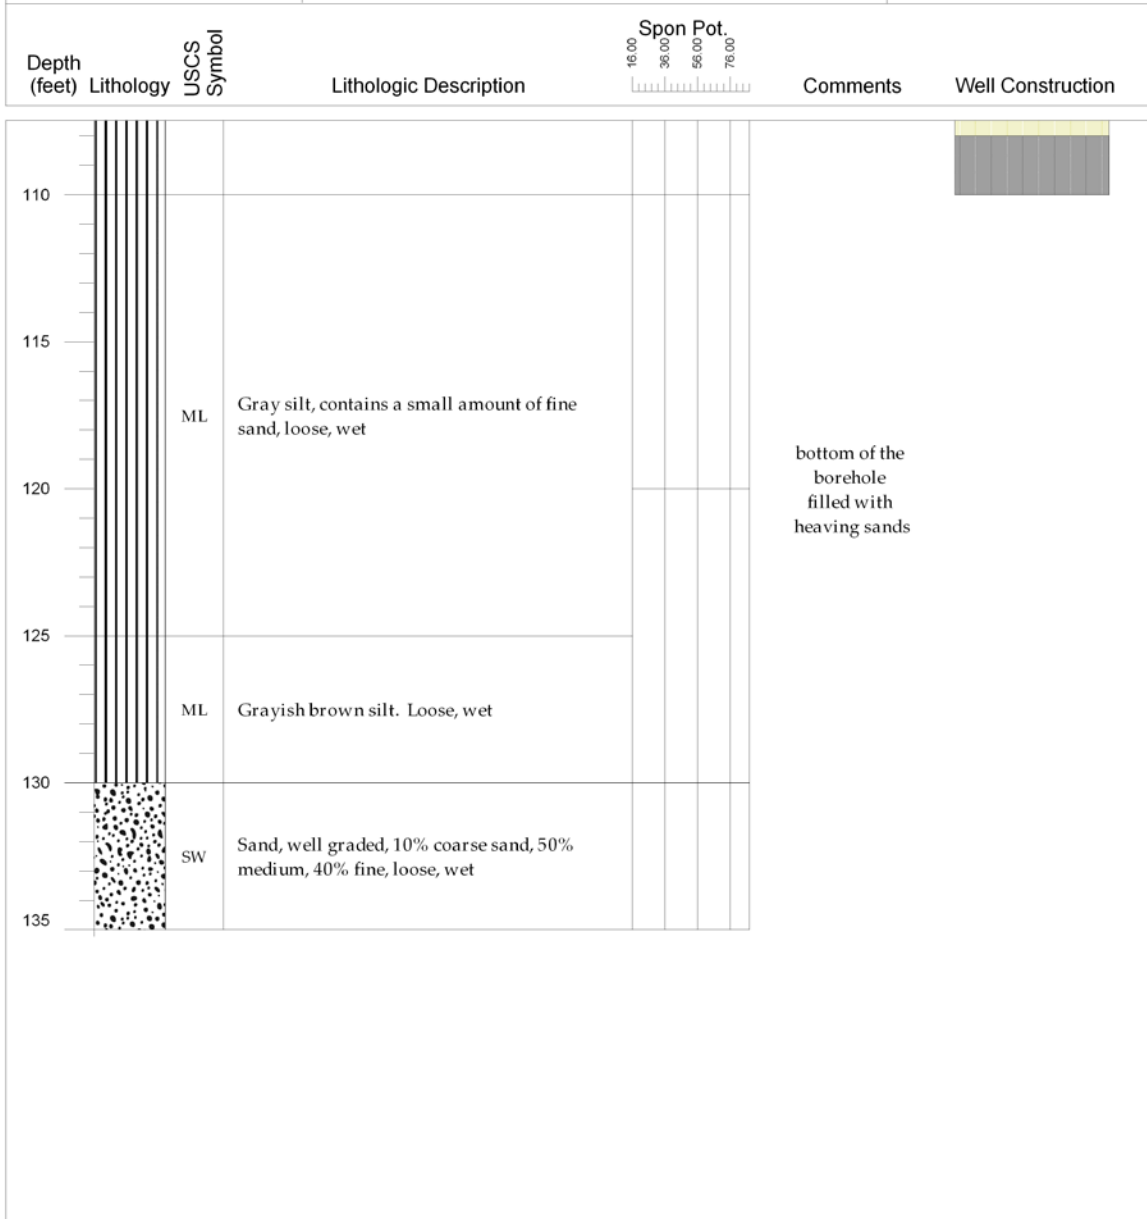 Spon Pot.
16.00 36.00 56.00 76.00
Depth
(feet)
Lithology
USCS
Symbol
Lithologic Description
Comments
Well Construction
110
115
ML
Gray silt, contains a small amount of fine
sand, loose, wet
bottom of the
borehole
filled with
heaving sands
120
125
ML
Grayish brown silt.  Loose, wet
130
SW
Sand, well graded, 10% coarse sand, 50%
medium, 40% fine, loose, wet
135